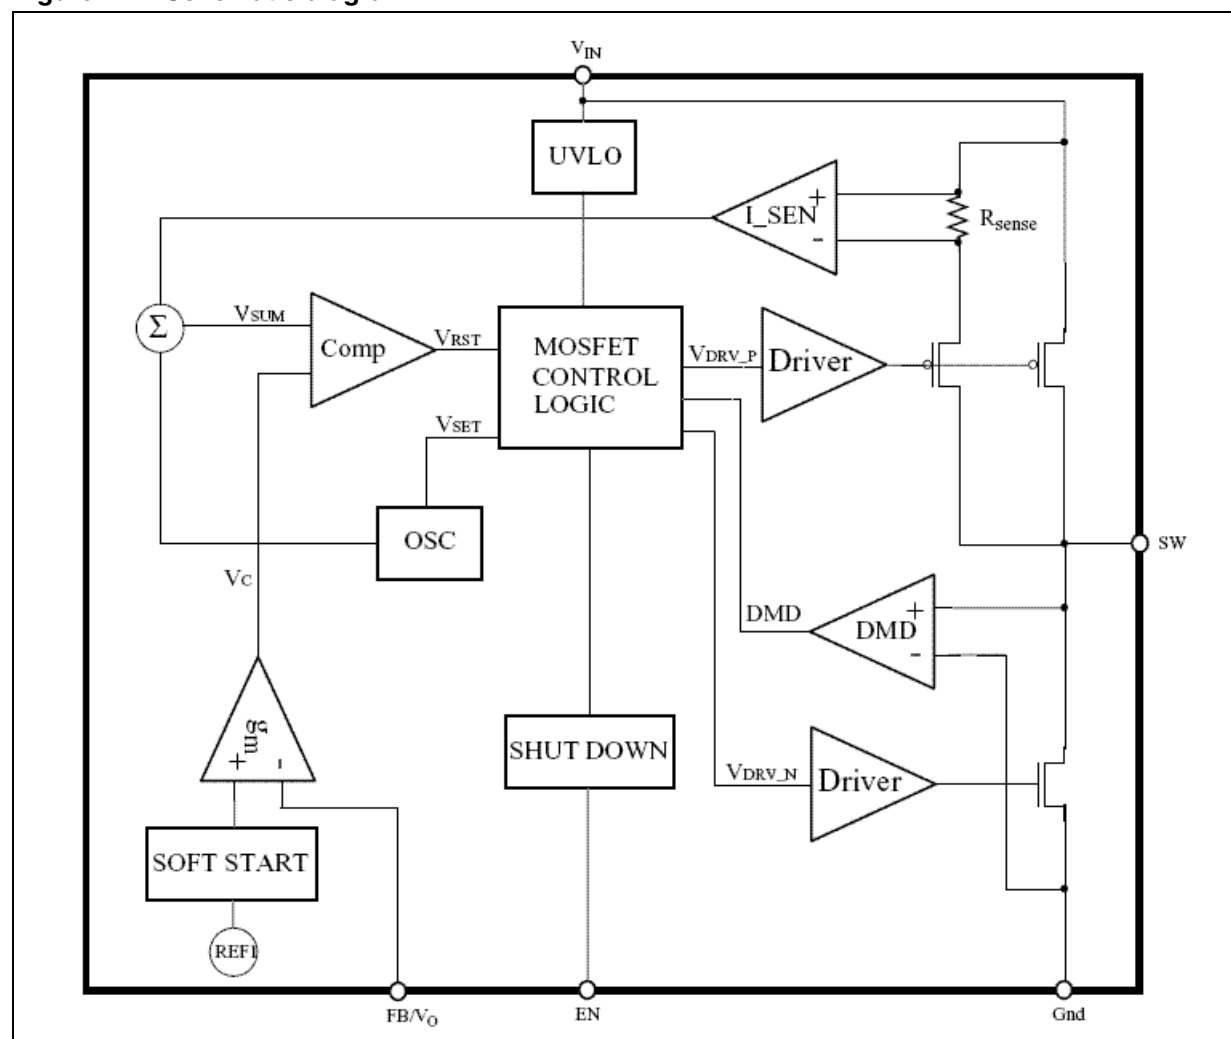 V_IN
UVLO
I_SEN
+
-
R_sense
Σ
V_SUM
Comp
V_RST
MOSFET
CONTROL
LOGIC
V_DRV_P
Driver
V_SET
OSC
SW
V_C
DMD
DMD
+
-
gm
+
-
SHUT DOWN
V_DRV_N
Driver
SOFT START
REF1
FB/V_O
EN
Gnd